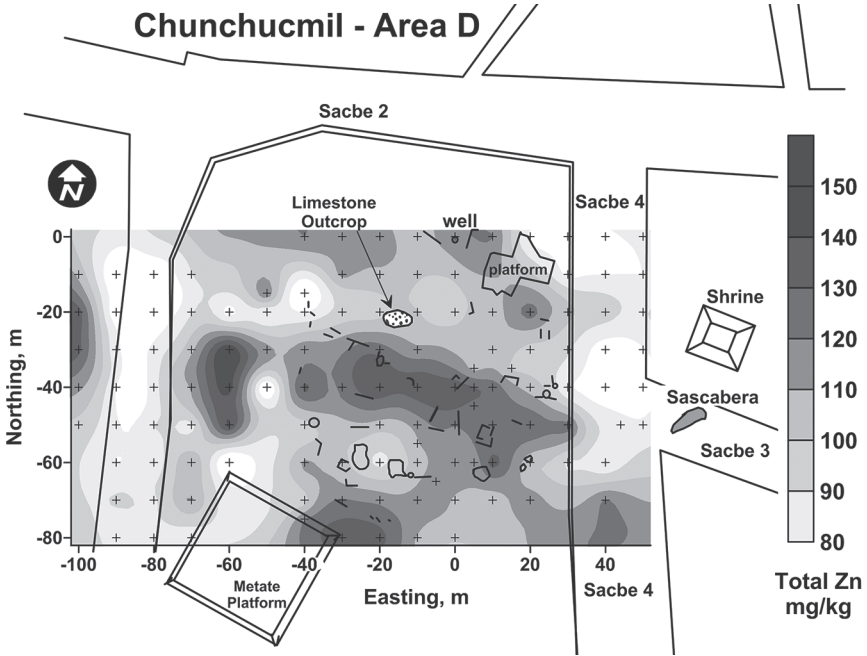 Chunchucmil - Area D
Sacbe 2
N
Sacbe 4
Limestone
Outcrop
well
platform
Shrine
Sascabera
Sacbe 3
Northing, m
0
-20
-40
-60
-80
-100
-80
-60
-40
-20
0
20
40
Easting, m
Metate
Platform
Sacbe 4
150
140
130
120
110
100
90
80
Total Zn
mg/kg